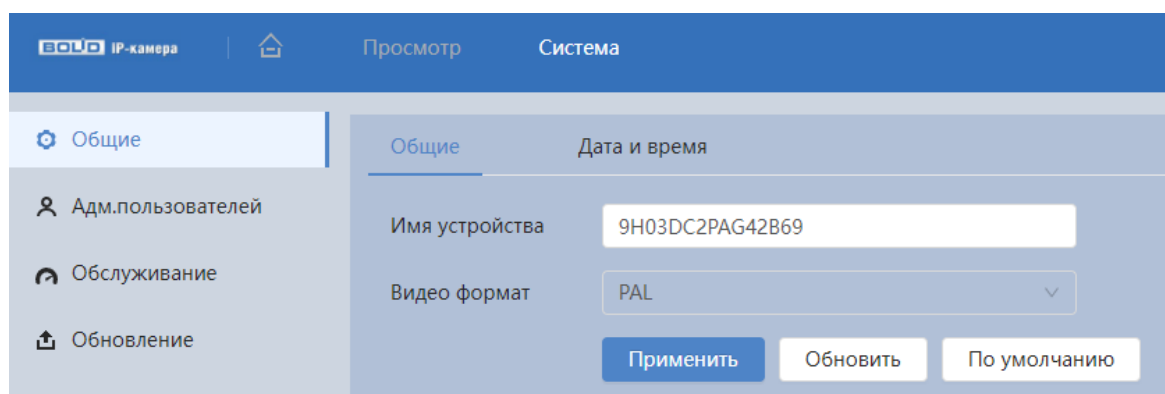 BOLID IP-камера Просмотр Система
Общие
Адм.пользователей
Обслуживание
Обновление
Общие Дата и время
Имя устройства 9H03DC2PAG42B69
Видео формат PAL
Применить Обновить По умолчанию